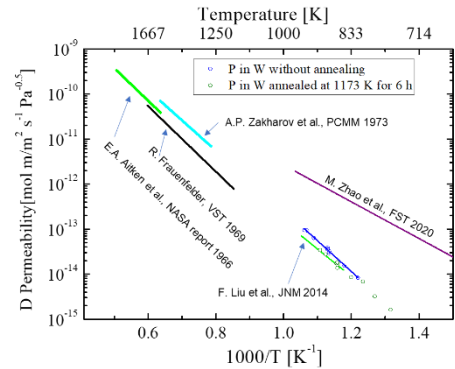 Temperature [K]
1667 1250 1000 833 714
10⁻⁹
10⁻¹⁰
10⁻¹¹
10⁻¹²
10⁻¹³
10⁻¹⁴
10⁻¹⁵
D Permeability[mol m/m² s⁻¹ Pa⁻⁰·⁵]
P in W without annealing
P in W annealed at 1173 K for 6 h
A.P. Zakharov et al., PCMM 1973
R. Frauenfelder, VST 1969
E.A. Aitken et al., NASA report 1966
M. Zhao et al., FST 2020
F. Liu et al., JNM 2014
0.6 0.8 1.0 1.2 1.4
1000/T [K⁻¹]